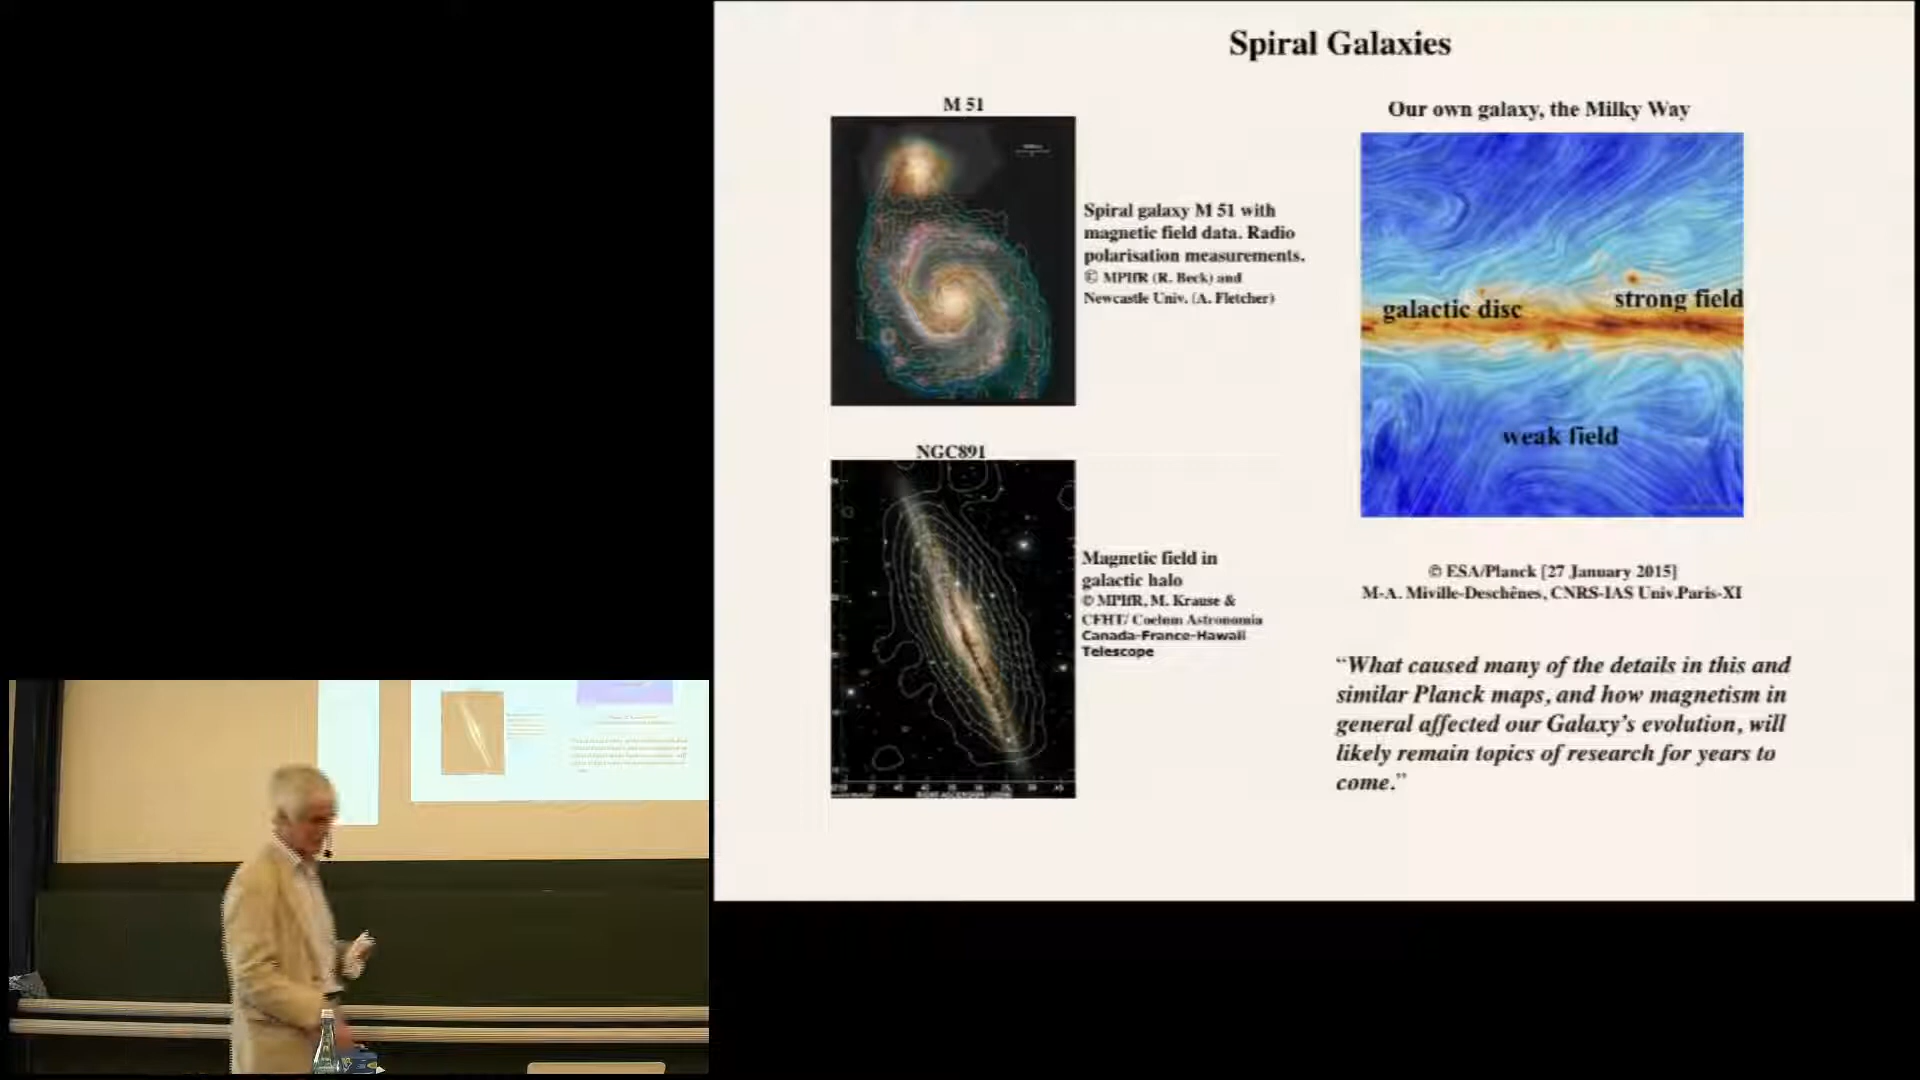 Spiral Galaxies
M 51
Spiral galaxy M 51 with
magnetic field data. Radio
polarisation measurements.
© MPIfR (R. Beck) and
Newcastle Univ. (A. Fletcher)
NGC891
Magnetic field in
galactic halo
© MPIfR, M. Krause &
CFHT/ Coelum Astronomia
Canada-France-Hawaii
Telescope
Our own galaxy, the Milky Way
galactic disc
strong field
weak field
© ESA/Planck [27 January 2015]
M-A. Miville-Deschênes, CNRS-IAS Univ.Paris-XI
“What caused many of the details in this and
similar Planck maps, and how magnetism in
general affected our Galaxy’s evolution, will
likely remain topics of research for years to
come.”